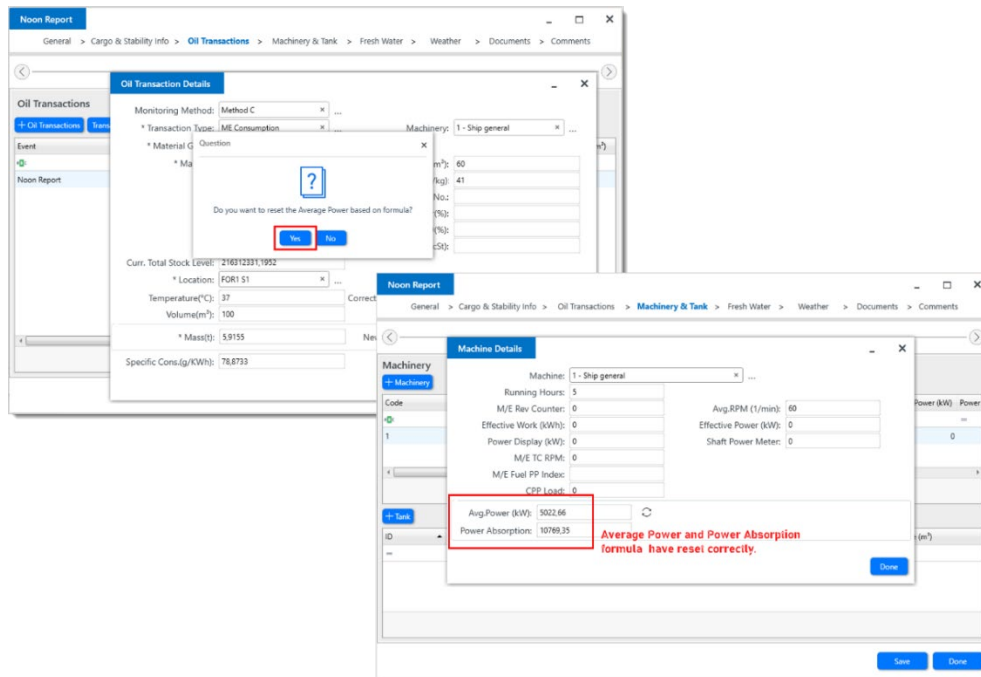 Noon Report
General > Cargo & Stability Info > Oil Transactions > Machinery & Tank > Fresh Water > Weather > Documents > Comments
Oil Transaction Details
Oil Transactions
+ Oil Transactions
Event
Noon Report
Monitoring Method: Method C
* Transaction Type: ME Consumption
Machinery: 1 - Ship general
* Material G
* Ma
m³): 60
/kg): 41
No.:
(%):
(%):
cSt):
Question
Do you want to reset the Average Power based on formula?
Yes No
Curr. Total Stock Level: 216312331,1952
* Location: FOR1 S1
Temperature(°C): 37
Correct
Volume(m³): 100
* Mass(t): 5,9155
Specific Cons.(g/KWh): 78,8733
Noon Report
General > Cargo & Stability Info > Oil Transactions > Machinery & Tank > Fresh Water > Weather > Documents > Comments
Machine Details
Machinery
+ Machinery
Code
1
Power (kW) Power
0
Machine: 1 - Ship general
Running Hours: 5
M/E Rev Counter: 0
Avg.RPM (1/min): 60
Effective Work (kWh): 0
Effective Power (kW): 0
Power Display (kW): 0
Shaft Power Meter: 0
M/E TC RPM: 0
M/E Fuel PP Index:
CPP Load: 0
Avg.Power (kW): 5022,66
Power Absorption: 10769,35
Average Power and Power Absorption
formula have reset correctly.
+ Tank
ID
(m³)
Done
Save Done